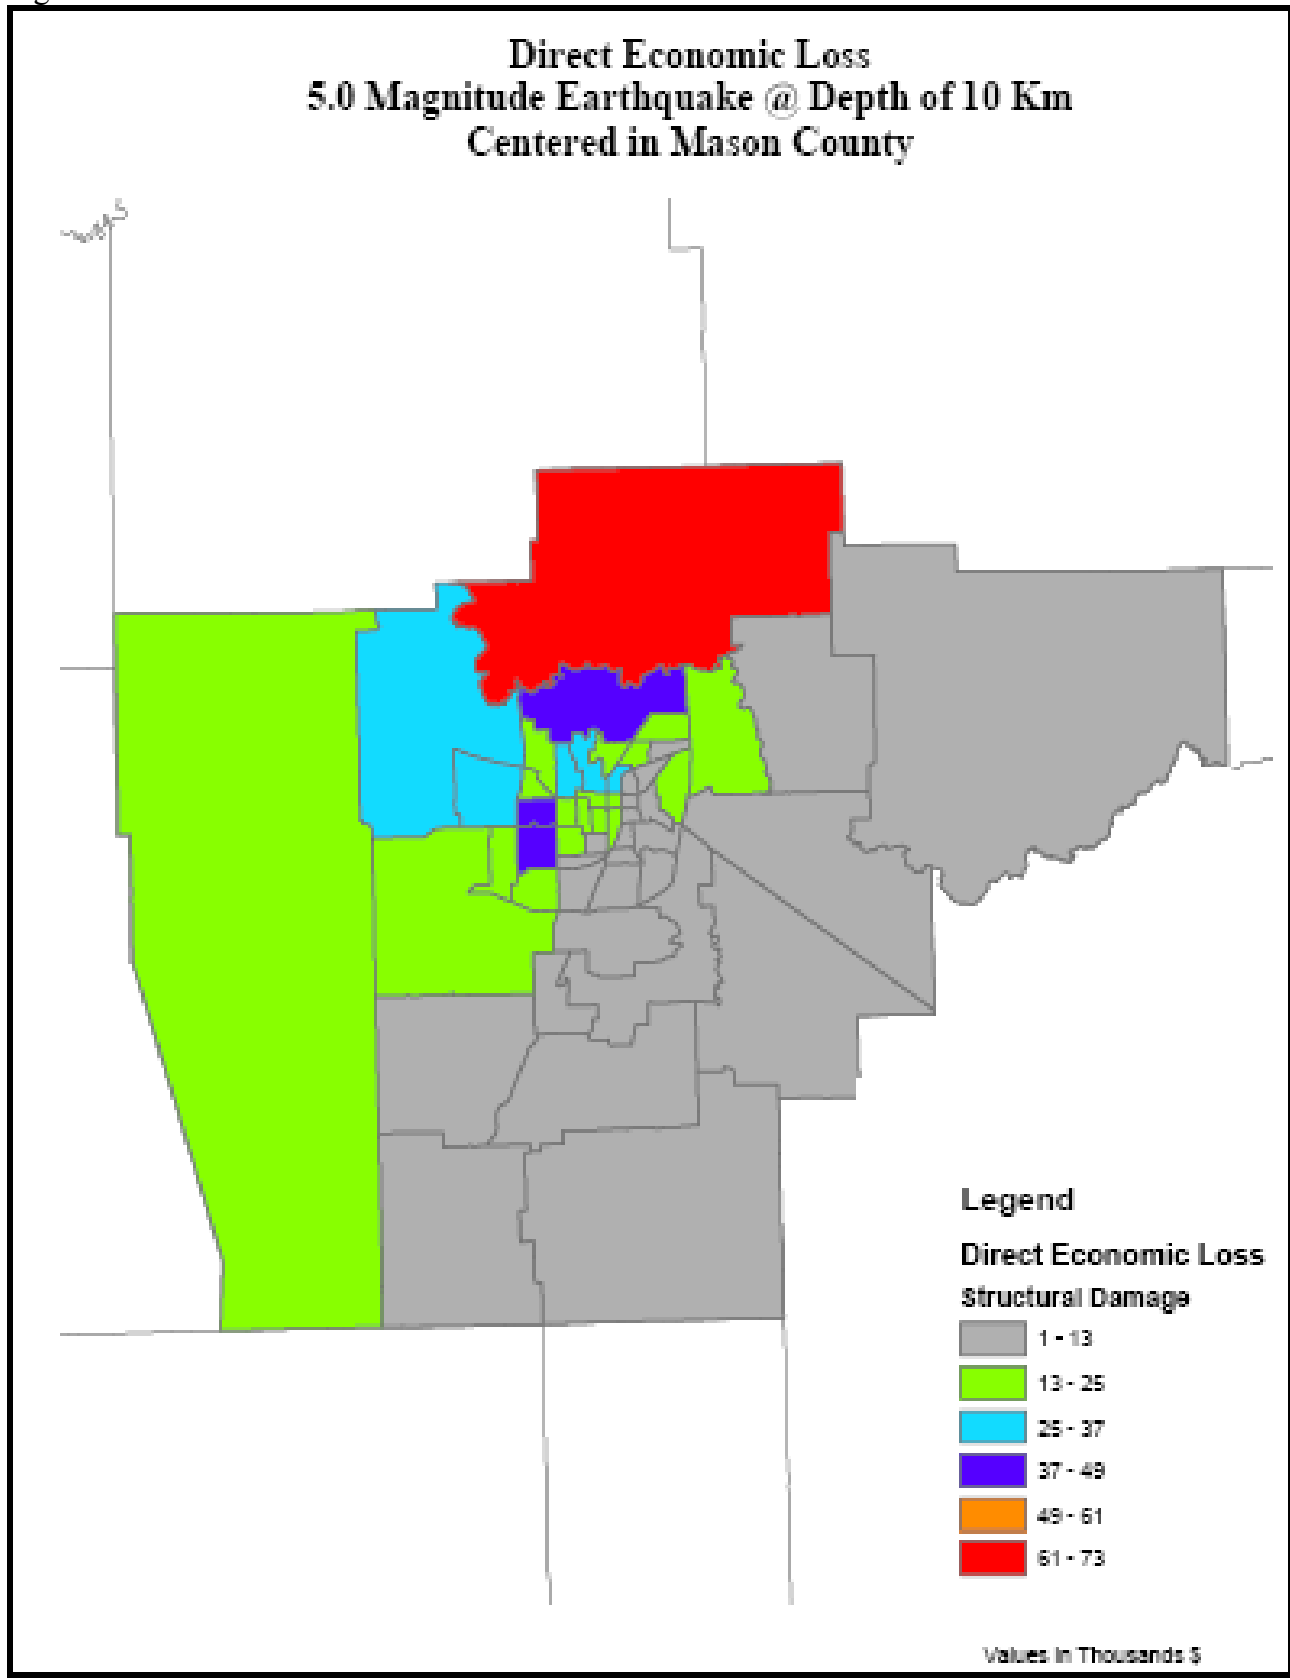 Direct Economic Loss
5.0 Magnitude Earthquake @ Depth of 10 Km
Centered in Mason County
Legend
Direct Economic Loss
Structural Damage
1 - 13
13 - 25
25 - 37
37 - 49
49 - 61
61 - 73
Values in Thousands $